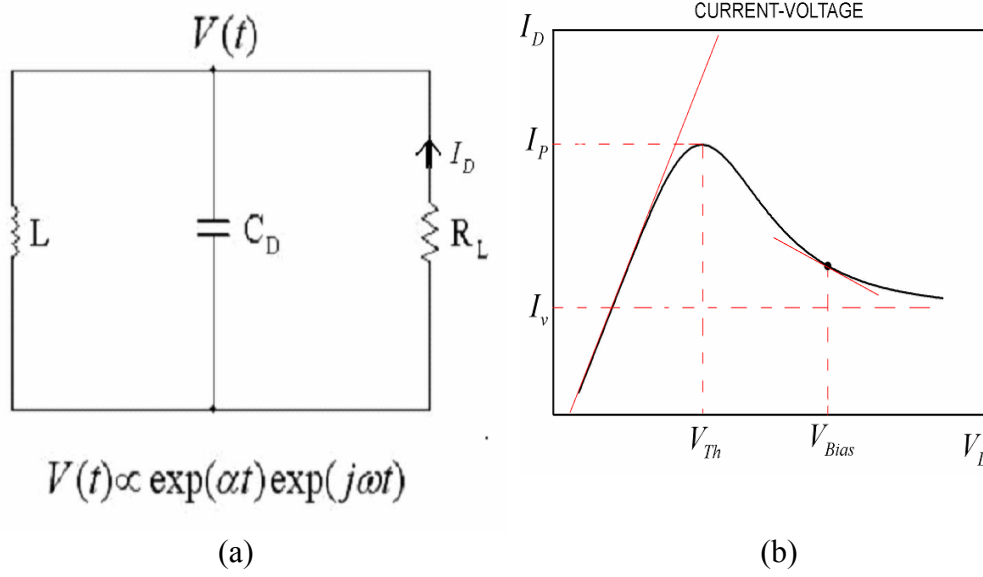 V(t)
L
C_D
I_D
R_L
V(t)∝exp(αt)exp(jωt)
(a)
CURRENT-VOLTAGE
I_D
I_P
I_v
V_Th
V_Bias
(b)